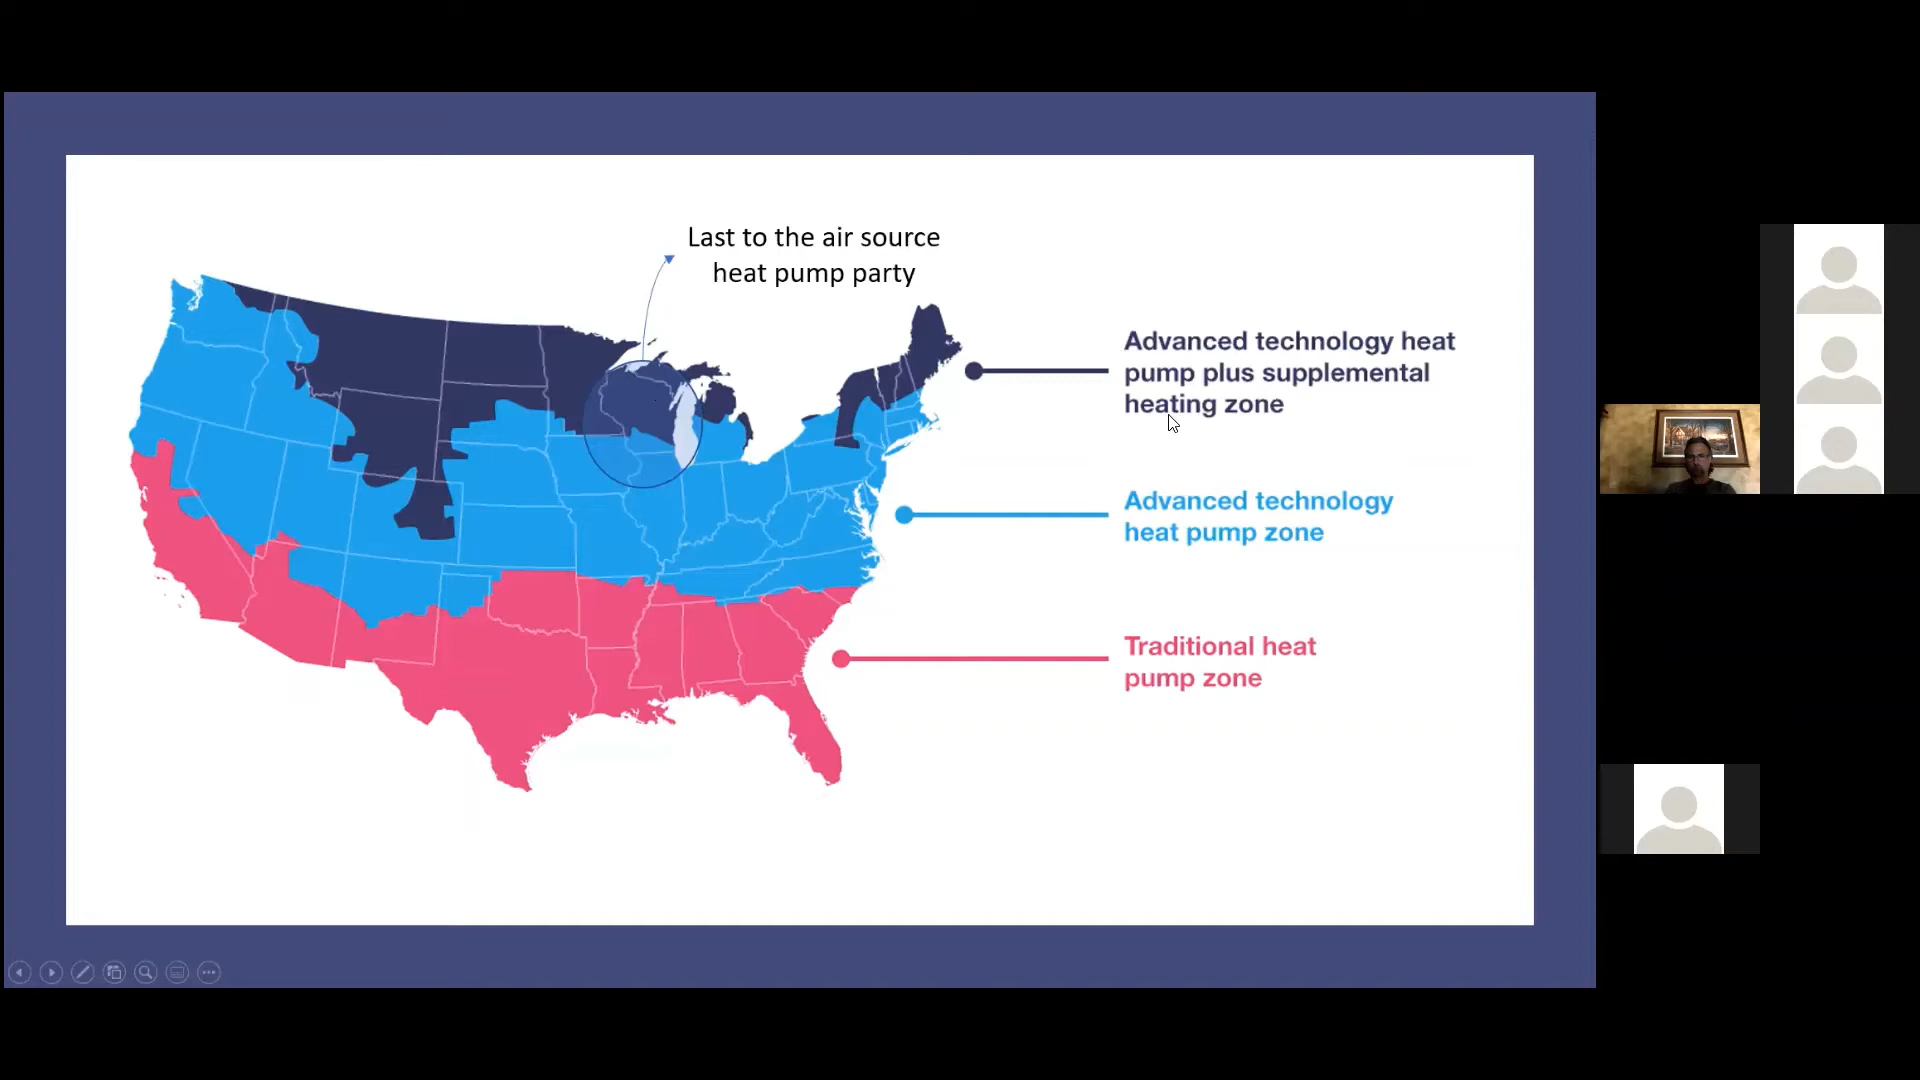 Last to the air source
heat pump party
Advanced technology heat
pump plus supplemental
heating zone
Advanced technology
heat pump zone
Traditional heat
pump zone